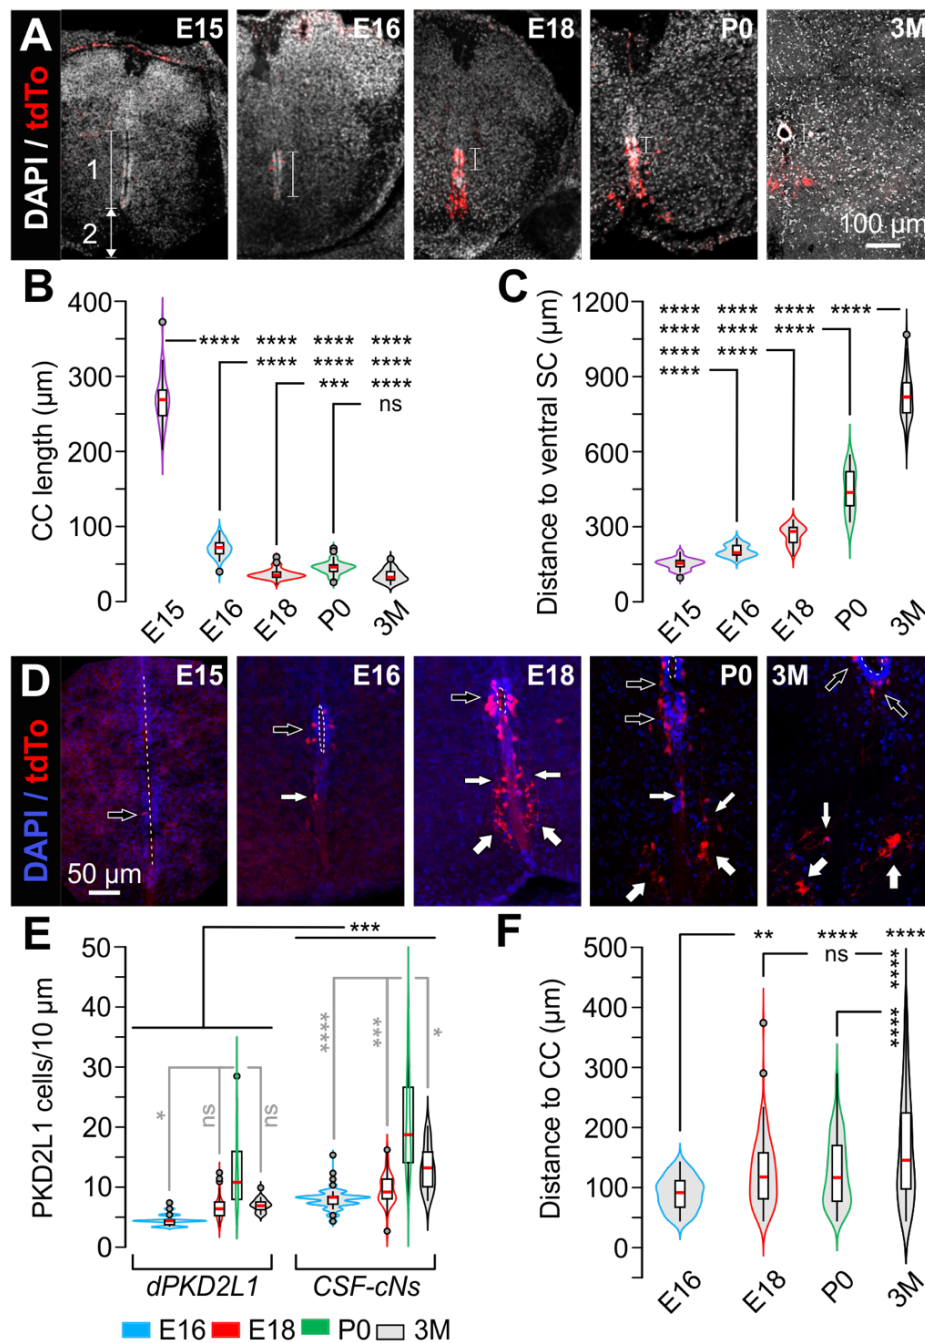 A
DAPI / tdTo
E15
E16
E18
P0
3M
1
2
100 µm
B
CC length (µm)
400
300
200
100
0
**** **** **** ****
**** **** ****
*** ****
ns
E15
E16
E18
P0
3M
C
Distance to ventral SC (µm)
1200
900
600
300
0
**** **** **** ****
**** **** ****
**** ****
****
E15
E16
E18
P0
3M
D
DAPI / tdTo
E15
E16
E18
P0
3M
50 µm
E
PKD2L1 cells/10 µm
50
40
30
20
10
0
***
**** *** *
* ns ns
dPKD2L1
CSF-cNs
E16 E18 P0 3M
F
Distance to CC (µm)
500
400
300
200
100
0
** **** ****
ns ****
****
E16
E18
P0
3M